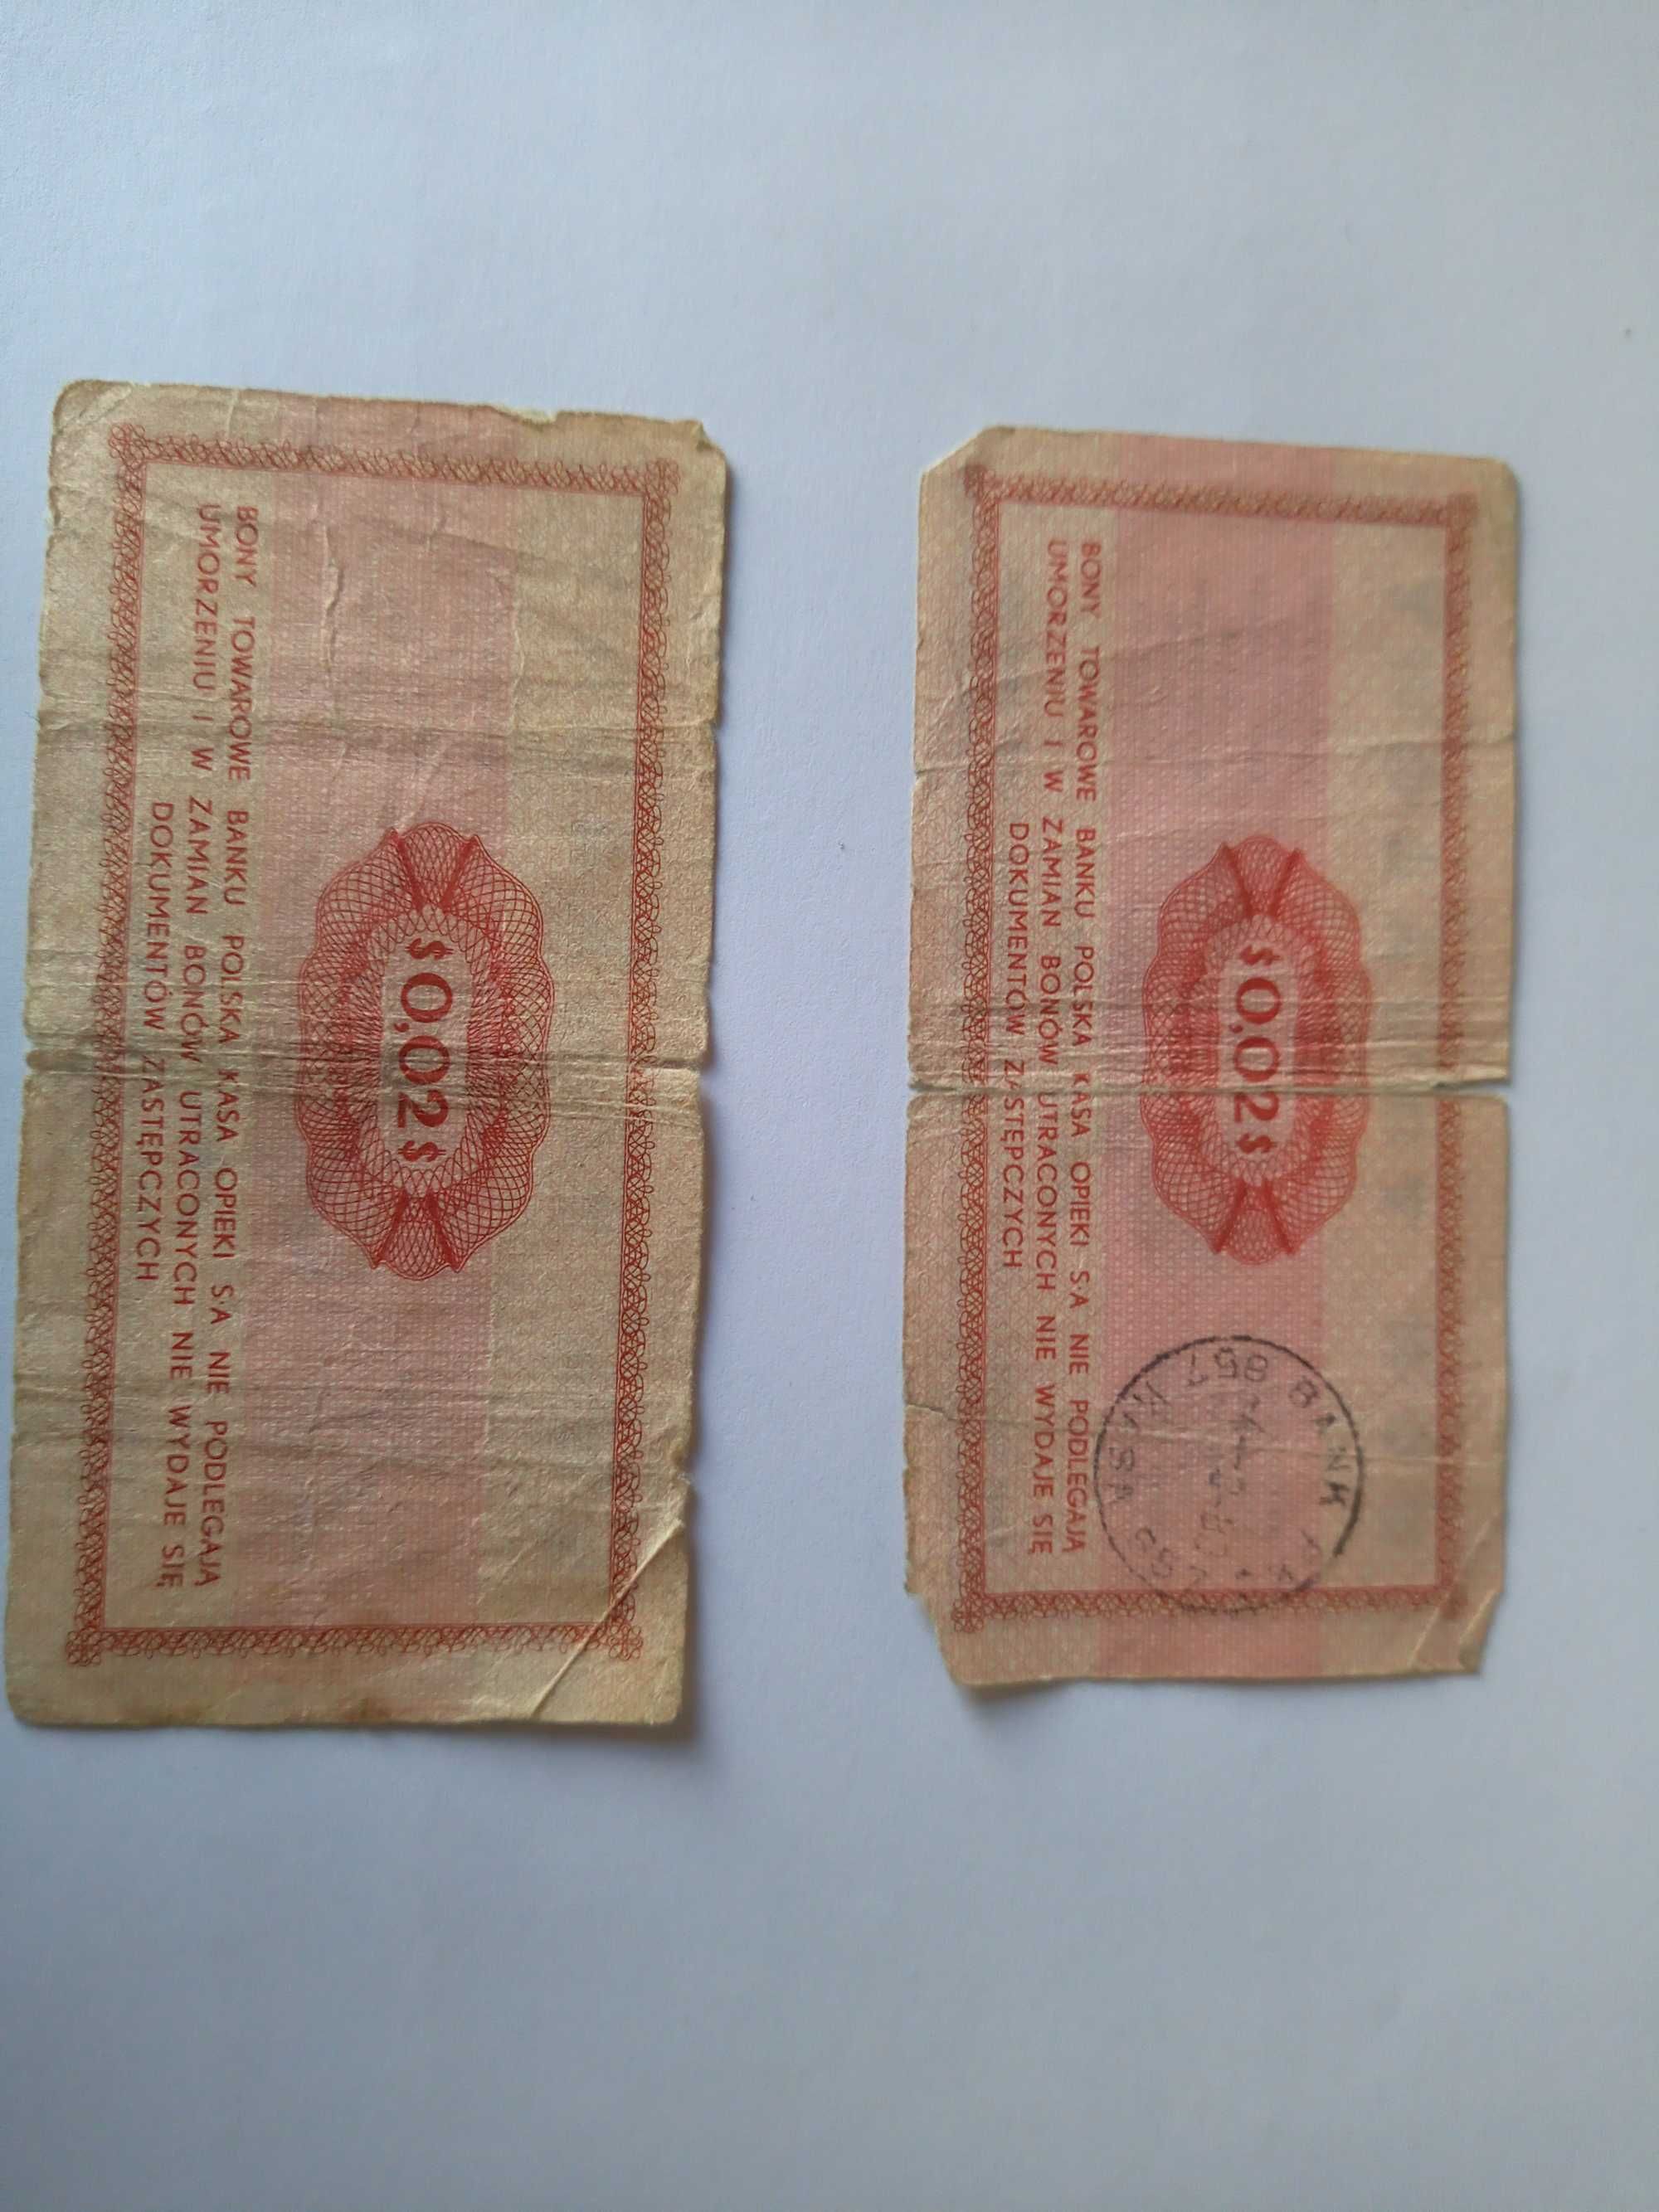 $0,02$
BONY TOWAROWE BANKU POLSKA KASA OPIEKI S·A NIE PODLEGAJĄ
UMORZENIU I W ZAMIAN BONÓW UTRACONYCH NIE WYDAJE SIĘ
DOKUMENTÓW ZASTĘPCZYCH
$0,02$
BONY TOWAROWE BANKU POLSKA KASA OPIEKI S·A NIE PODLEGAJĄ
UMORZENIU I W ZAMIAN BONÓW UTRACONYCH NIE WYDAJE SIĘ
DOKUMENTÓW ZASTĘPCZYCH
BANK
KASA